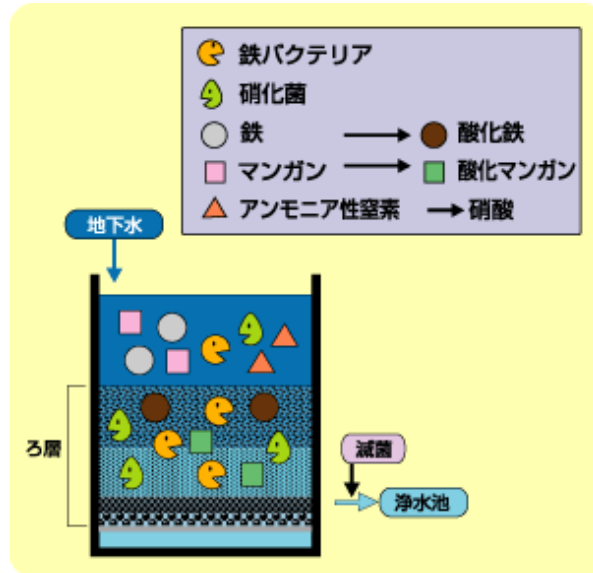 鉄バクテリア
硝化菌
鉄 酸化鉄
マンガン 酸化マンガン
アンモニア性窒素 硝酸
地下水
ろ層
滅菌
浄水池